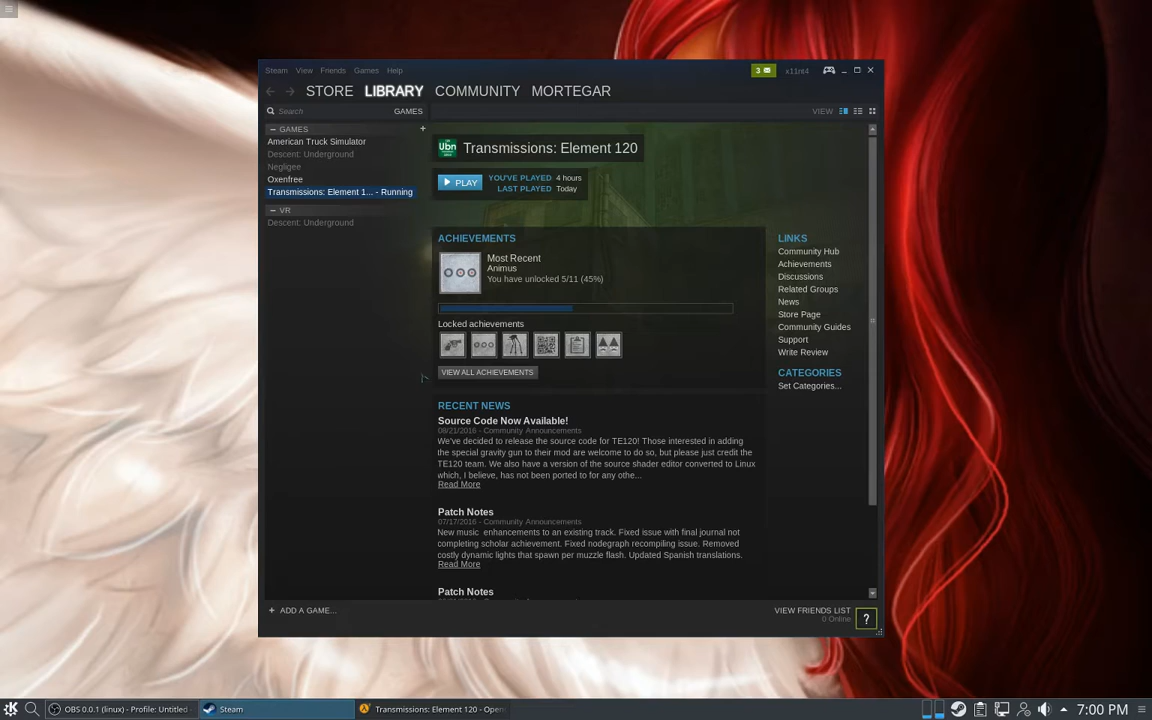 Steam View Friends Games Help
3
x11nt4
STORE LIBRARY COMMUNITY MORTEGAR
Search GAMES
VIEW
GAMES
American Truck Simulator
Descent: Underground
Negligee
Oxenfree
Transmissions: Element 1... - Running
VR
Descent: Underground
Ubn
Transmissions: Element 120
PLAY
YOU'VE PLAYED 4 hours
LAST PLAYED Today
ACHIEVEMENTS
Most Recent
Animus
You have unlocked 5/11 (45%)
Locked achievements
VIEW ALL ACHIEVEMENTS
RECENT NEWS
Source Code Now Available!
08/21/2016 - Community Announcements
We've decided to release the source code for TE120! Those interested in adding
the special gravity gun to their mod are welcome to do so, but please just credit the
TE120 team. We also have a version of the source shader editor converted to Linux
which, I believe, has not been ported to for any othe...
Read More
Patch Notes
07/17/2016 - Community Announcements
New music enhancements to an existing track. Fixed issue with final journal not
completing scholar achievement. Fixed nodegraph recompiling issue. Removed
costly dynamic lights that spawn per muzzle flash. Updated Spanish translations.
Read More
Patch Notes
LINKS
Community Hub
Achievements
Discussions
Related Groups
News
Store Page
Community Guides
Support
Write Review
CATEGORIES
Set Categories...
+ ADD A GAME...
VIEW FRIENDS LIST
0 Online
?
OBS 0.0.1 (linux) - Profile: Untitled
Steam
Transmissions: Element 120 - Open
7:00 PM